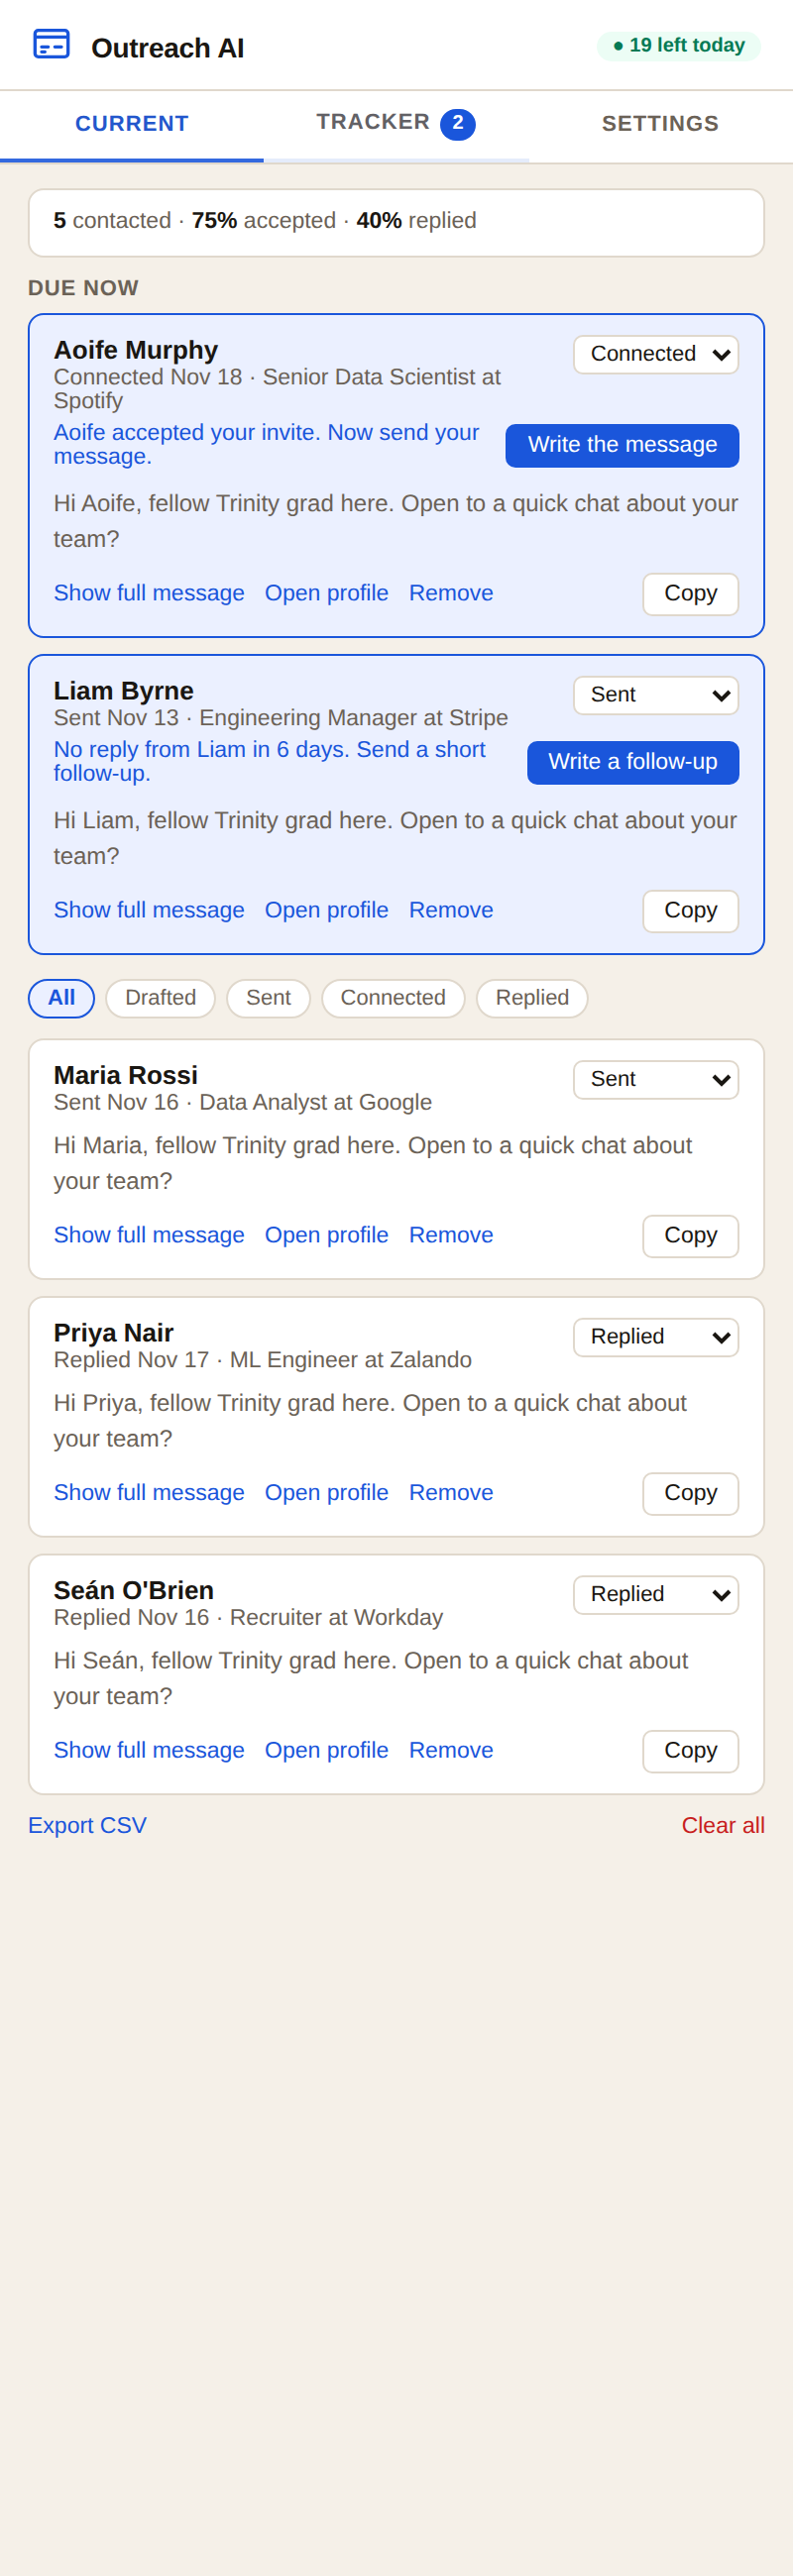 Outreach AI
● 19 left today
CURRENT
TRACKER 2
SETTINGS
5 contacted · 75% accepted · 40% replied
DUE NOW
Aoife Murphy
Connected
Connected Nov 18 · Senior Data Scientist at
Spotify
Aoife accepted your invite. Now send your
message.
Write the message
Hi Aoife, fellow Trinity grad here. Open to a quick chat about your
team?
Show full message Open profile Remove
Copy
Liam Byrne
Sent
Sent Nov 13 · Engineering Manager at Stripe
No reply from Liam in 6 days. Send a short
follow-up.
Write a follow-up
Hi Liam, fellow Trinity grad here. Open to a quick chat about your
team?
Show full message Open profile Remove
Copy
All Drafted Sent Connected Replied
Maria Rossi
Sent
Sent Nov 16 · Data Analyst at Google
Hi Maria, fellow Trinity grad here. Open to a quick chat about
your team?
Show full message Open profile Remove
Copy
Priya Nair
Replied
Replied Nov 17 · ML Engineer at Zalando
Hi Priya, fellow Trinity grad here. Open to a quick chat about
your team?
Show full message Open profile Remove
Copy
Seán O'Brien
Replied
Replied Nov 16 · Recruiter at Workday
Hi Seán, fellow Trinity grad here. Open to a quick chat about
your team?
Show full message Open profile Remove
Copy
Export CSV
Clear all